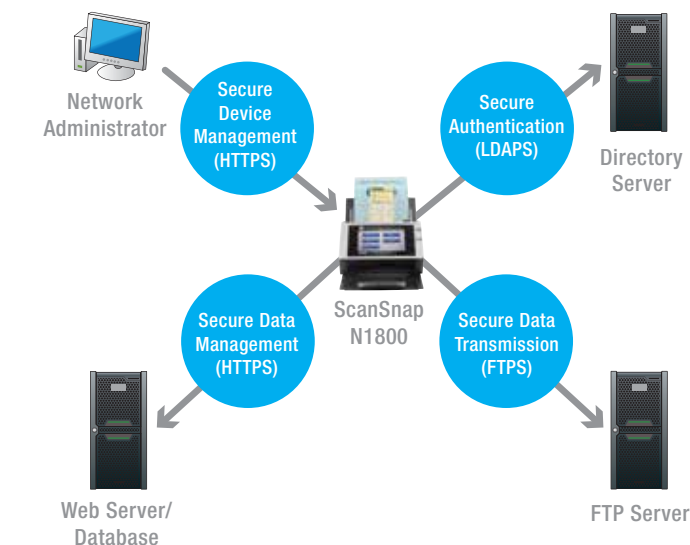 Network
Administrator
Secure
Device
Management
(HTTPS)
Secure
Authentication
(LDAPS)
Directory
Server
ScanSnap
N1800
Secure Data
Management
(HTTPS)
Secure Data
Transmission
(FTPS)
Web Server/
Database
FTP Server